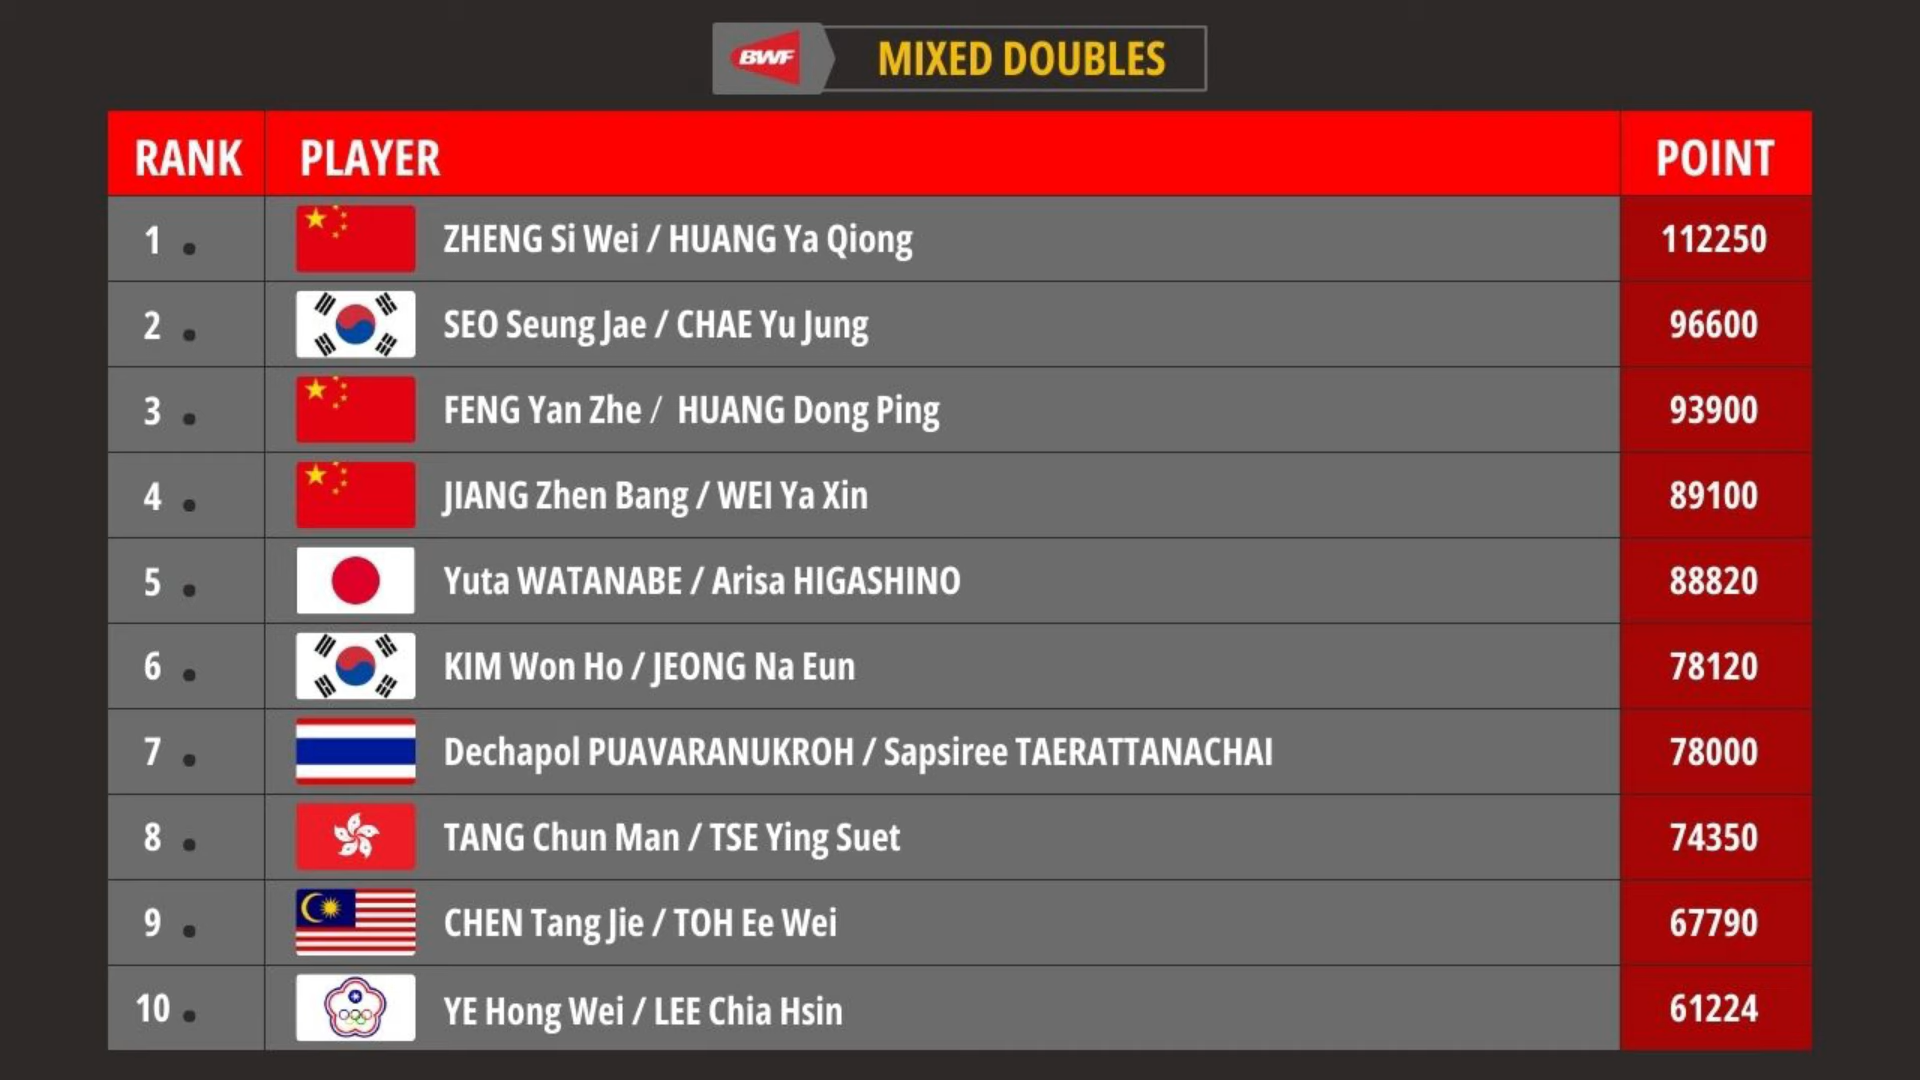 BWF MIXED DOUBLES
RANK PLAYER POINT
1 . ZHENG Si Wei / HUANG Ya Qiong 112250
2 . SEO Seung Jae / CHAE Yu Jung 96600
3 . FENG Yan Zhe / HUANG Dong Ping 93900
4 . JIANG Zhen Bang / WEI Ya Xin 89100
5 . Yuta WATANABE / Arisa HIGASHINO 88820
6 . KIM Won Ho / JEONG Na Eun 78120
7 . Dechapol PUAVARANUKROH / Sapsiree TAERATTANACHAI 78000
8 . TANG Chun Man / TSE Ying Suet 74350
9 . CHEN Tang Jie / TOH Ee Wei 67790
10 . YE Hong Wei / LEE Chia Hsin 61224